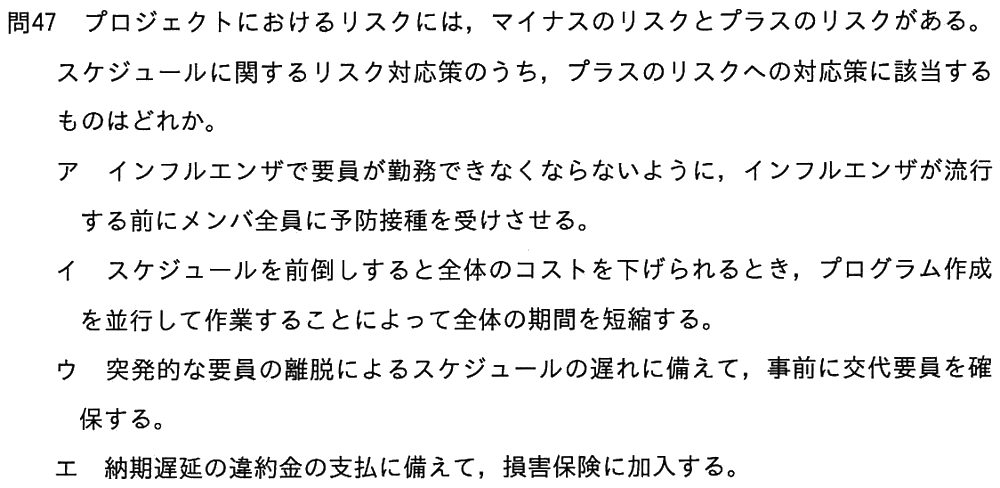 問47 プロジェクトにおけるリスクには，マイナスのリスクとプラスのリスクがある。
スケジュールに関するリスク対応策のうち，プラスのリスクへの対応策に該当する
ものはどれか。
ア インフルエンザで要員が勤務できなくならないように，インフルエンザが流行
する前にメンバ全員に予防接種を受けさせる。
イ スケジュールを前倒しすると全体のコストを下げられるとき，プログラム作成
を並行して作業することによって全体の期間を短縮する。
ウ 突発的な要員の離脱によるスケジュールの遅れに備えて，事前に交代要員を確
保する。
エ 納期遅延の違約金の支払に備えて，損害保険に加入する。